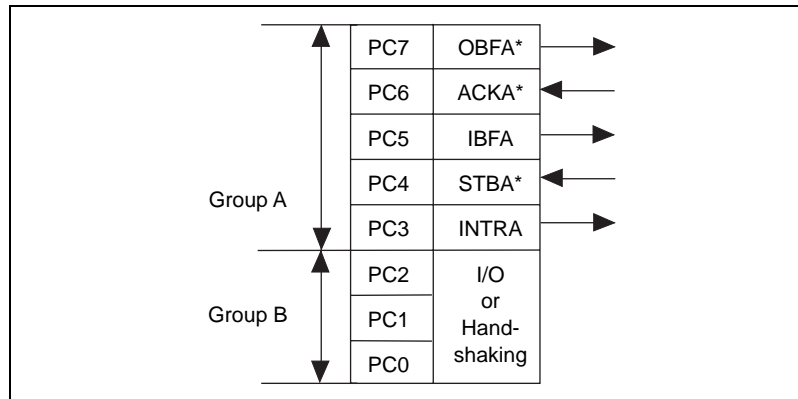 PC7 OBFA*
PC6 ACKA*
PC5 IBFA
PC4 STBA*
Group A
PC3 INTRA
PC2 I/O
or
Group B
PC1 Hand-
PC0 shaking